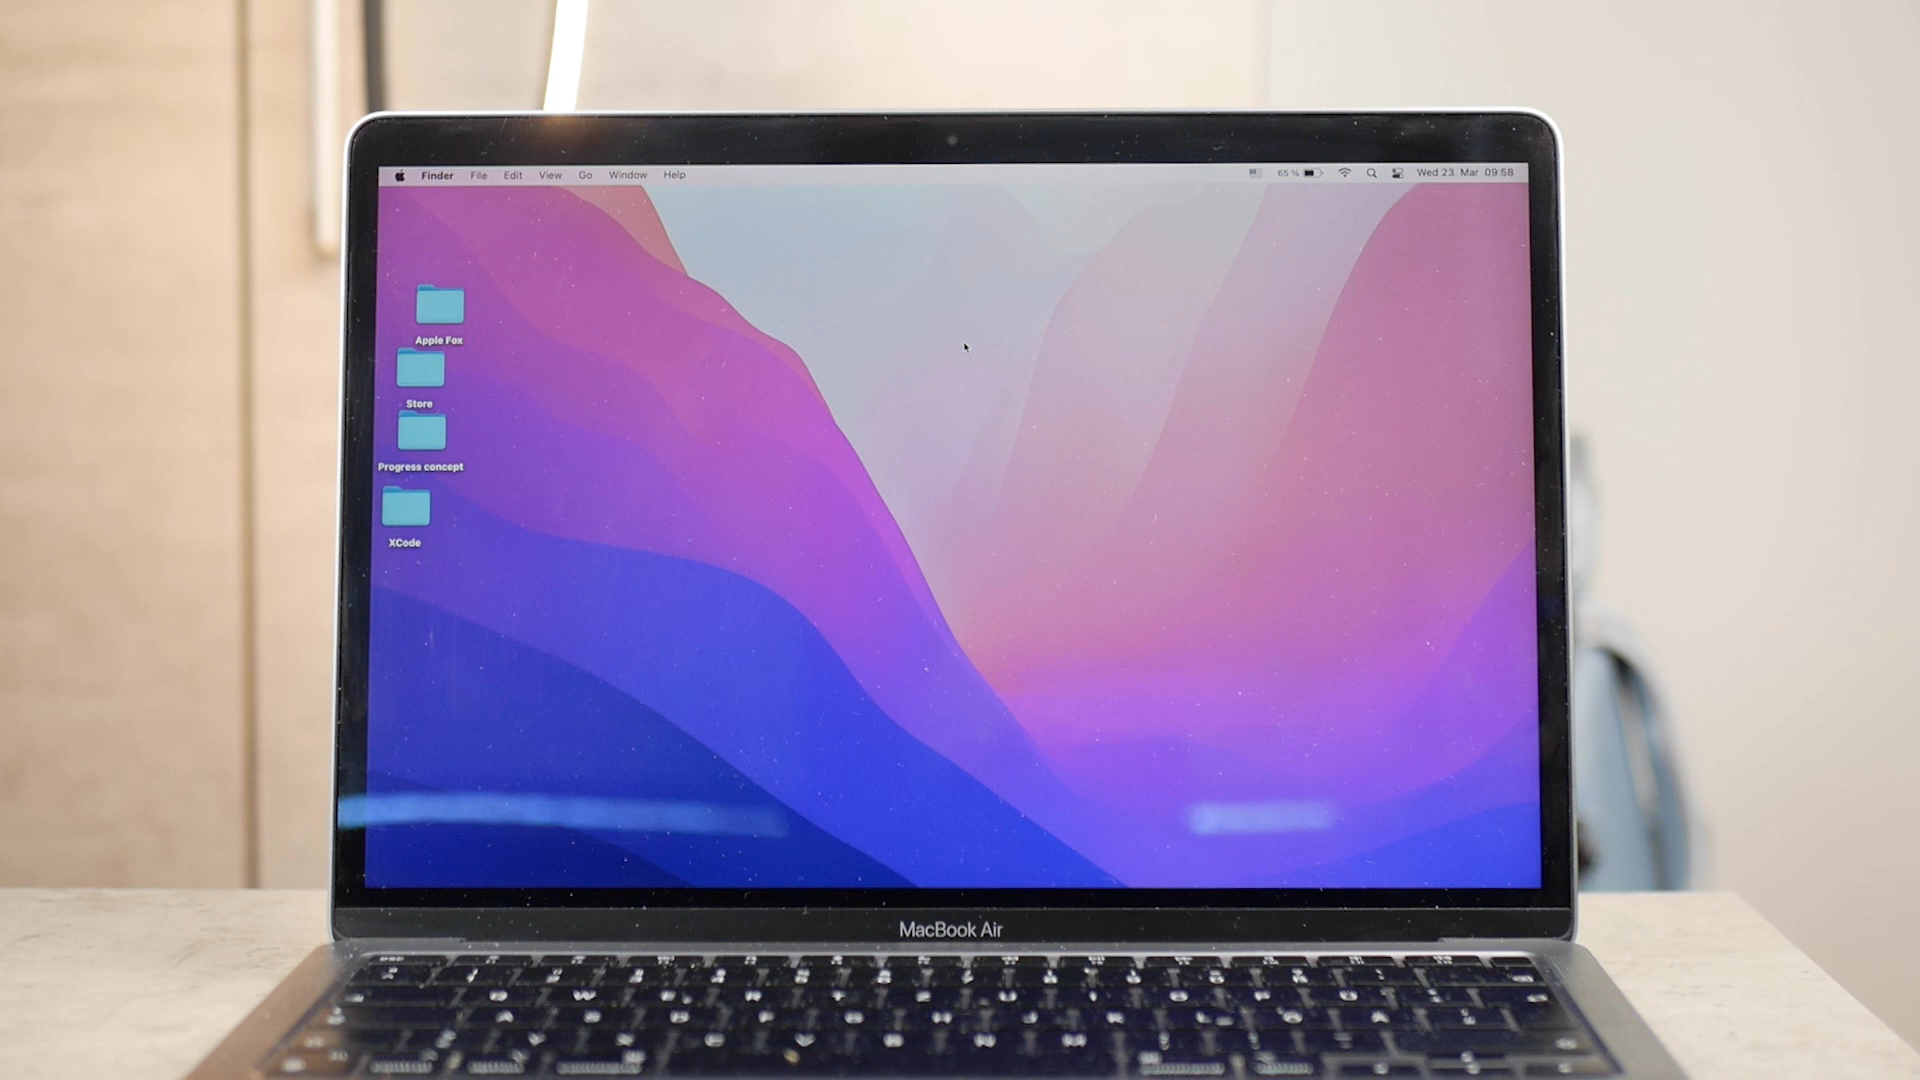 Finder File Edit View Go Window Help 65 % Wed 23. Mar 09:58
Apple Fox
Store
Progress concept
XCode
MacBook Air
Q W E R T Z U I O P Ü
A S D F G H J K L Ö Ä
Y X C V B N M